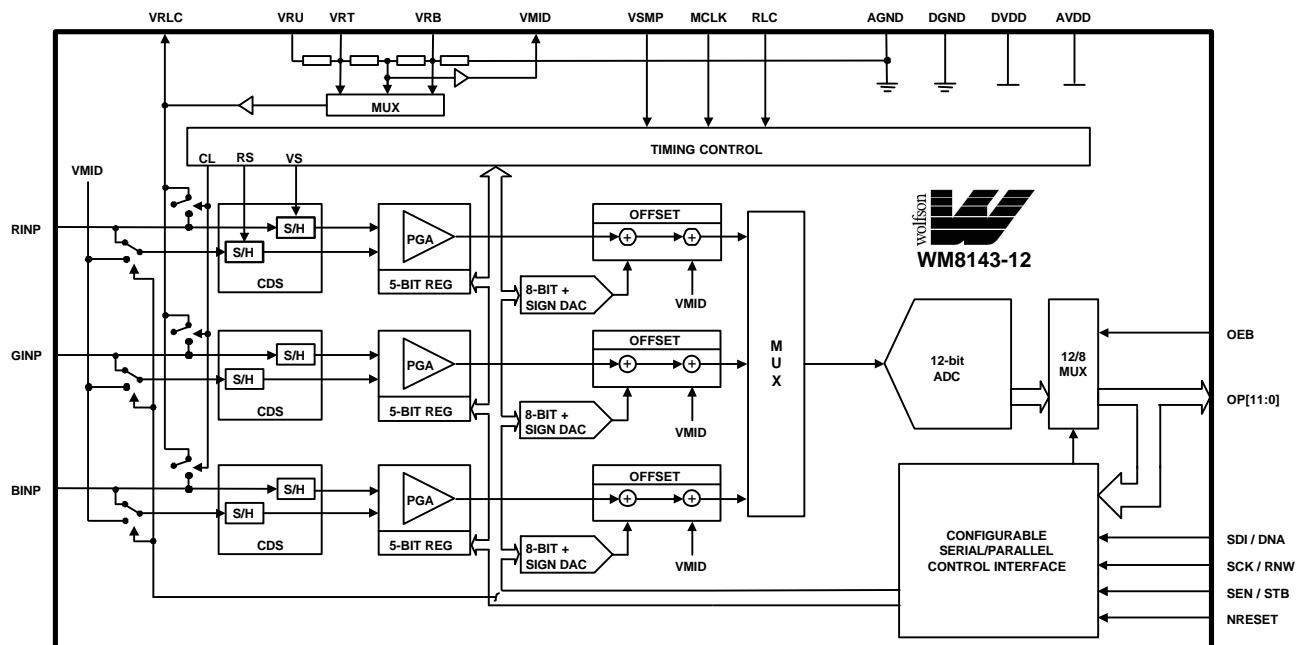 VRLC VRU VRT VRB VMID VSMP MCLK RLC AGND DGND DVDD AVDD
MUX
TIMING CONTROL
CL RS VS
VMID
wolfson
WM8143-12
RINP
S/H
S/H
CDS
PGA
5-BIT REG
OFFSET
+ +
8-BIT +
SIGN DAC
VMID
GINP
S/H
S/H
CDS
PGA
5-BIT REG
OFFSET
+ +
8-BIT +
SIGN DAC
VMID
BINP
S/H
S/H
CDS
PGA
5-BIT REG
OFFSET
+ +
8-BIT +
SIGN DAC
VMID
M
U
X
12-bit
ADC
12/8
MUX
OEB
OP[11:0]
CONFIGURABLE
SERIAL/PARALLEL
CONTROL INTERFACE
SDI / DNA
SCK / RNW
SEN / STB
NRESET